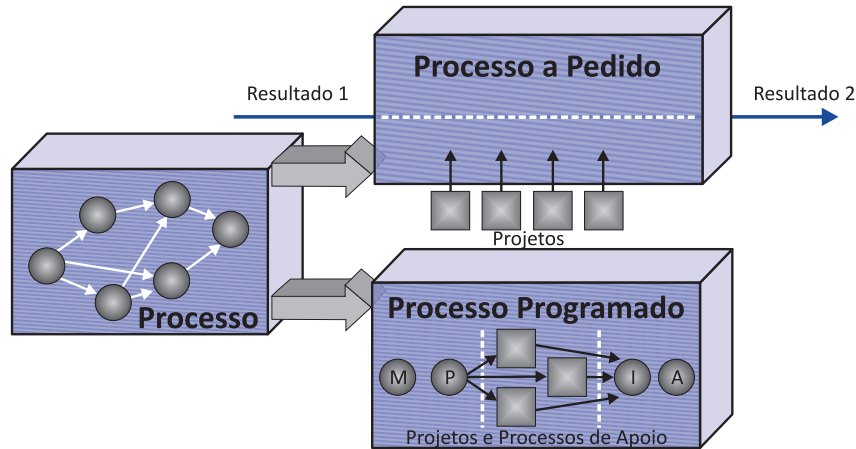 Processo a Pedido
Resultado 1
Resultado 2
Projetos
Processo
Processo Programado
M
P
I
A
Projetos e Processos de Apoio